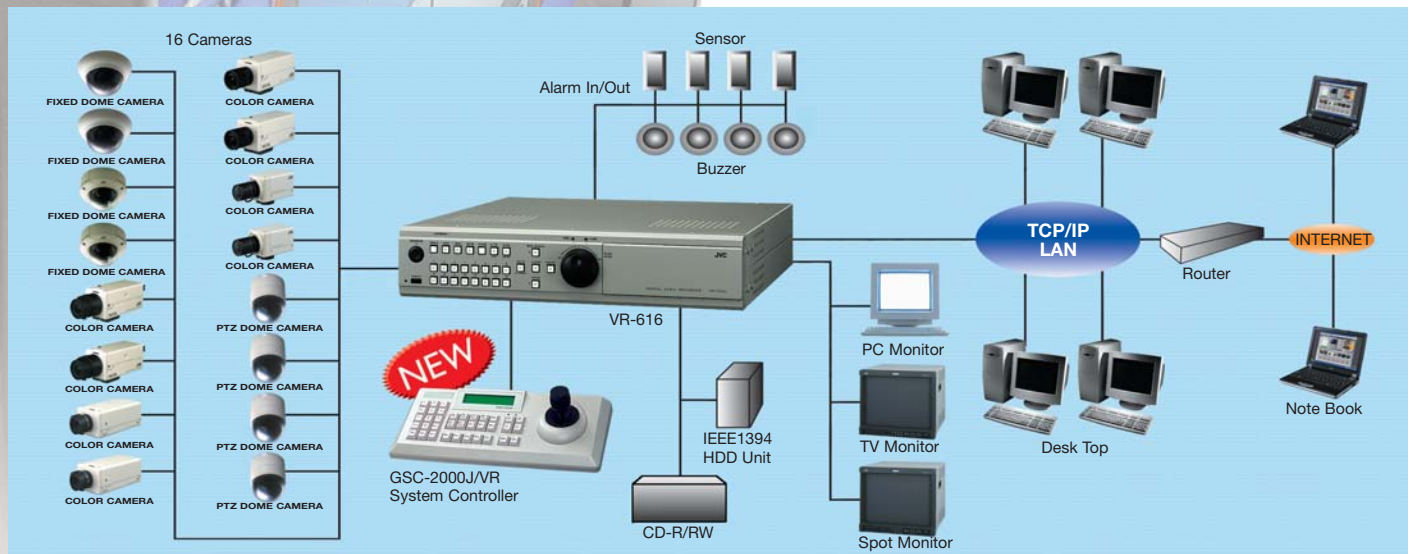 16 Cameras
FIXED DOME CAMERA
FIXED DOME CAMERA
FIXED DOME CAMERA
FIXED DOME CAMERA
COLOR CAMERA
COLOR CAMERA
COLOR CAMERA
COLOR CAMERA
COLOR CAMERA
COLOR CAMERA
COLOR CAMERA
COLOR CAMERA
PTZ DOME CAMERA
PTZ DOME CAMERA
PTZ DOME CAMERA
PTZ DOME CAMERA
Sensor
Alarm In/Out
Buzzer
JVC
VR-616
NEW
GSC-2000J/VR
System Controller
IEEE1394
HDD Unit
CD-R/RW
PC Monitor
TV Monitor
Spot Monitor
TCP/IP
LAN
Desk Top
Router
INTERNET
Note Book